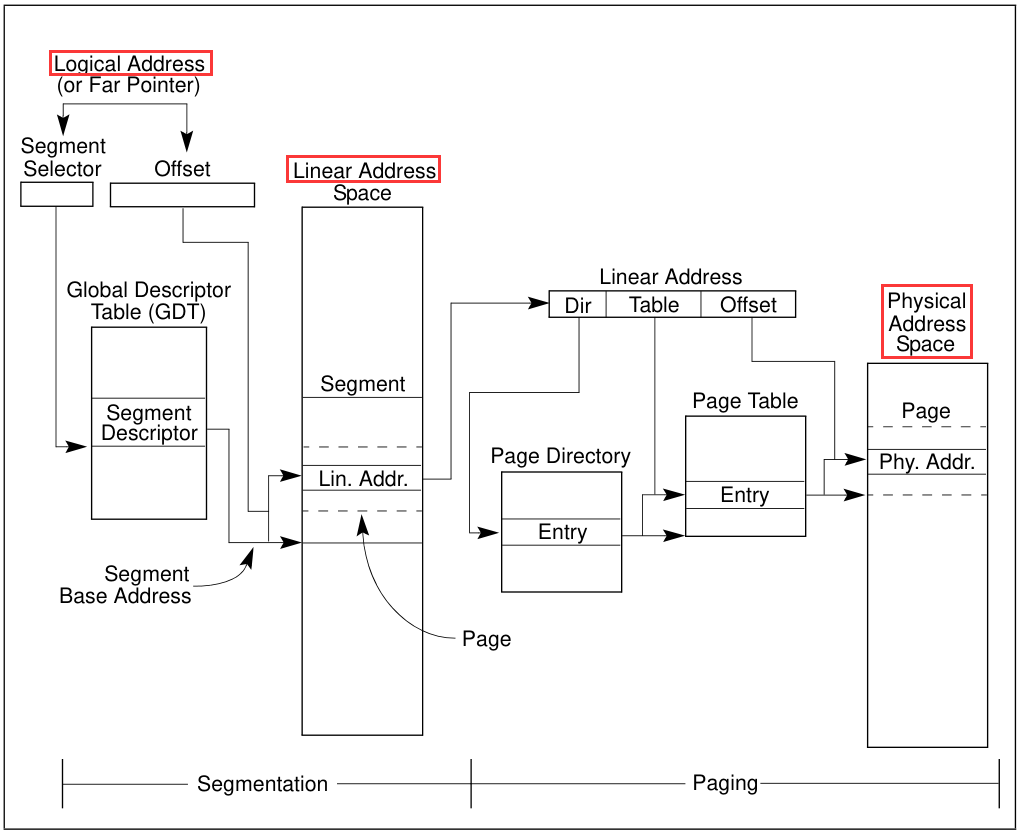 Logical Address
(or Far Pointer)
Segment
Selector
Offset
Linear Address
Space
Global Descriptor
Table (GDT)
Segment
Descriptor
Segment
Lin. Addr.
Segment
Base Address
Page
Linear Address
Dir
Table
Offset
Page Directory
Entry
Page Table
Entry
Physical
Address
Space
Page
Phy. Addr.
Segmentation
Paging